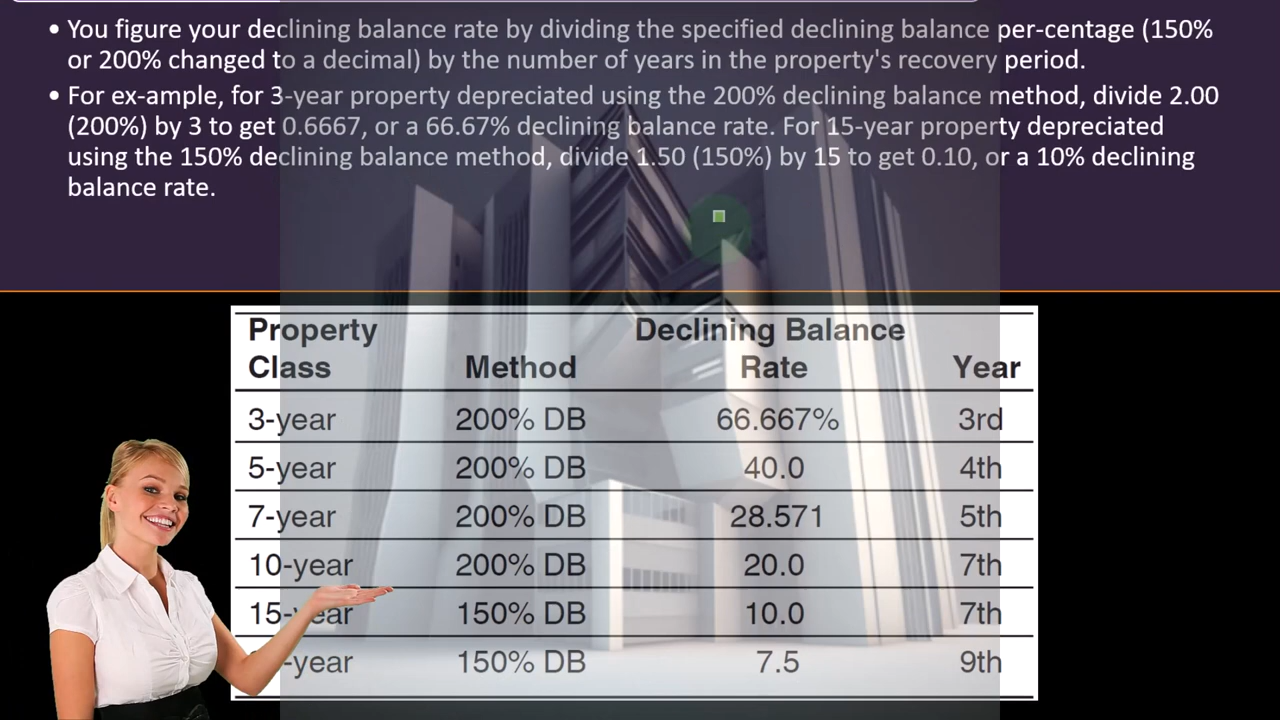 • You figure your declining balance rate by dividing the specified declining balance per-centage (150%
or 200% changed to a decimal) by the number of years in the property's recovery period.
• For ex-ample, for 3-year property depreciated using the 200% declining balance method, divide 2.00
(200%) by 3 to get 0.6667, or a 66.67% declining balance rate. For 15-year property depreciated
using the 150% declining balance method, divide 1.50 (150%) by 15 to get 0.10, or a 10% declining
balance rate.
Property Declining Balance
Class Method Rate Year
3-year 200% DB 66.667% 3rd
5-year 200% DB 40.0 4th
7-year 200% DB 28.571 5th
10-year 200% DB 20.0 7th
15-year 150% DB 10.0 7th
-year 150% DB 7.5 9th